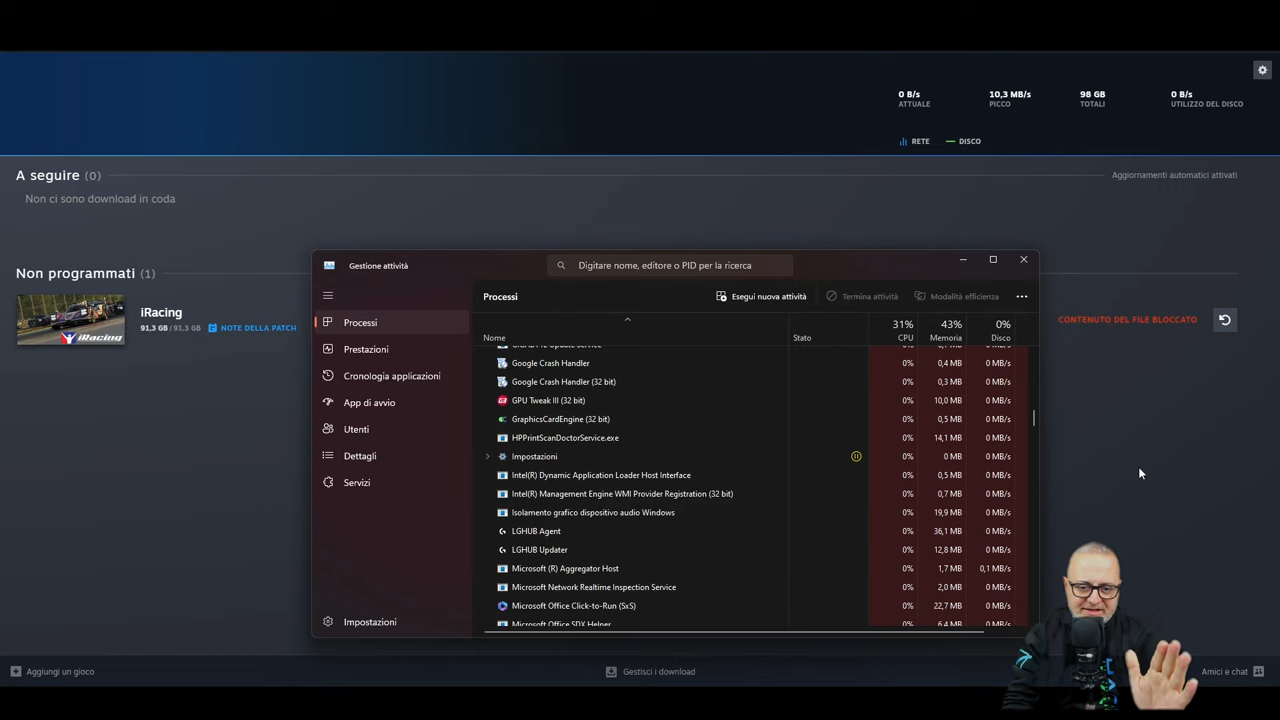 0 B/s 10,3 MB/s 98 GB 0 B/s
ATTUALE PICCO TOTALI UTILIZZO DEL DISCO
RETE DISCO
A seguire (0) Aggiornamenti automatici attivati
Non ci sono download in coda
Non programmati (1)
iRacing
91,3 GB / 91,3 GB NOTE DELLA PATCH
iRacing
CONTENUTO DEL FILE BLOCCATO
Gestione attività
Digitare nome, editore o PID per la ricerca
Processi
Prestazioni
Cronologia applicazioni
App di avvio
Utenti
Dettagli
Servizi
Impostazioni
Processi Esegui nuova attività Termina attività Modalità efficienza
31% 43% 0%
Nome Stato CPU Memoria Disco
Google Crash Handler 0% 0,4 MB 0 MB/s
Google Crash Handler (32 bit) 0% 0,3 MB 0 MB/s
GPU Tweak III (32 bit) 0% 10,0 MB 0 MB/s
GraphicsCardEngine (32 bit) 0% 0,5 MB 0 MB/s
HPPrintScanDoctorService.exe 0% 14,1 MB 0 MB/s
Impostazioni 0% 0 MB 0 MB/s
Intel(R) Dynamic Application Loader Host Interface 0% 0,5 MB 0 MB/s
Intel(R) Management Engine WMI Provider Registration (32 bit) 0% 0,7 MB 0 MB/s
Isolamento grafico dispositivo audio Windows 0% 19,9 MB 0 MB/s
LGHUB Agent 0% 36,1 MB 0 MB/s
LGHUB Updater 0% 12,8 MB 0 MB/s
Microsoft (R) Aggregator Host 0% 1,7 MB 0,1 MB/s
Microsoft Network Realtime Inspection Service 0% 2,0 MB 0 MB/s
Microsoft Office Click-to-Run (SxS) 0% 22,7 MB 0 MB/s
Microsoft Office SDX Helper 0% 6,4 MB 0 MB/s
Aggiungi un gioco Gestisci i download Amici e chat